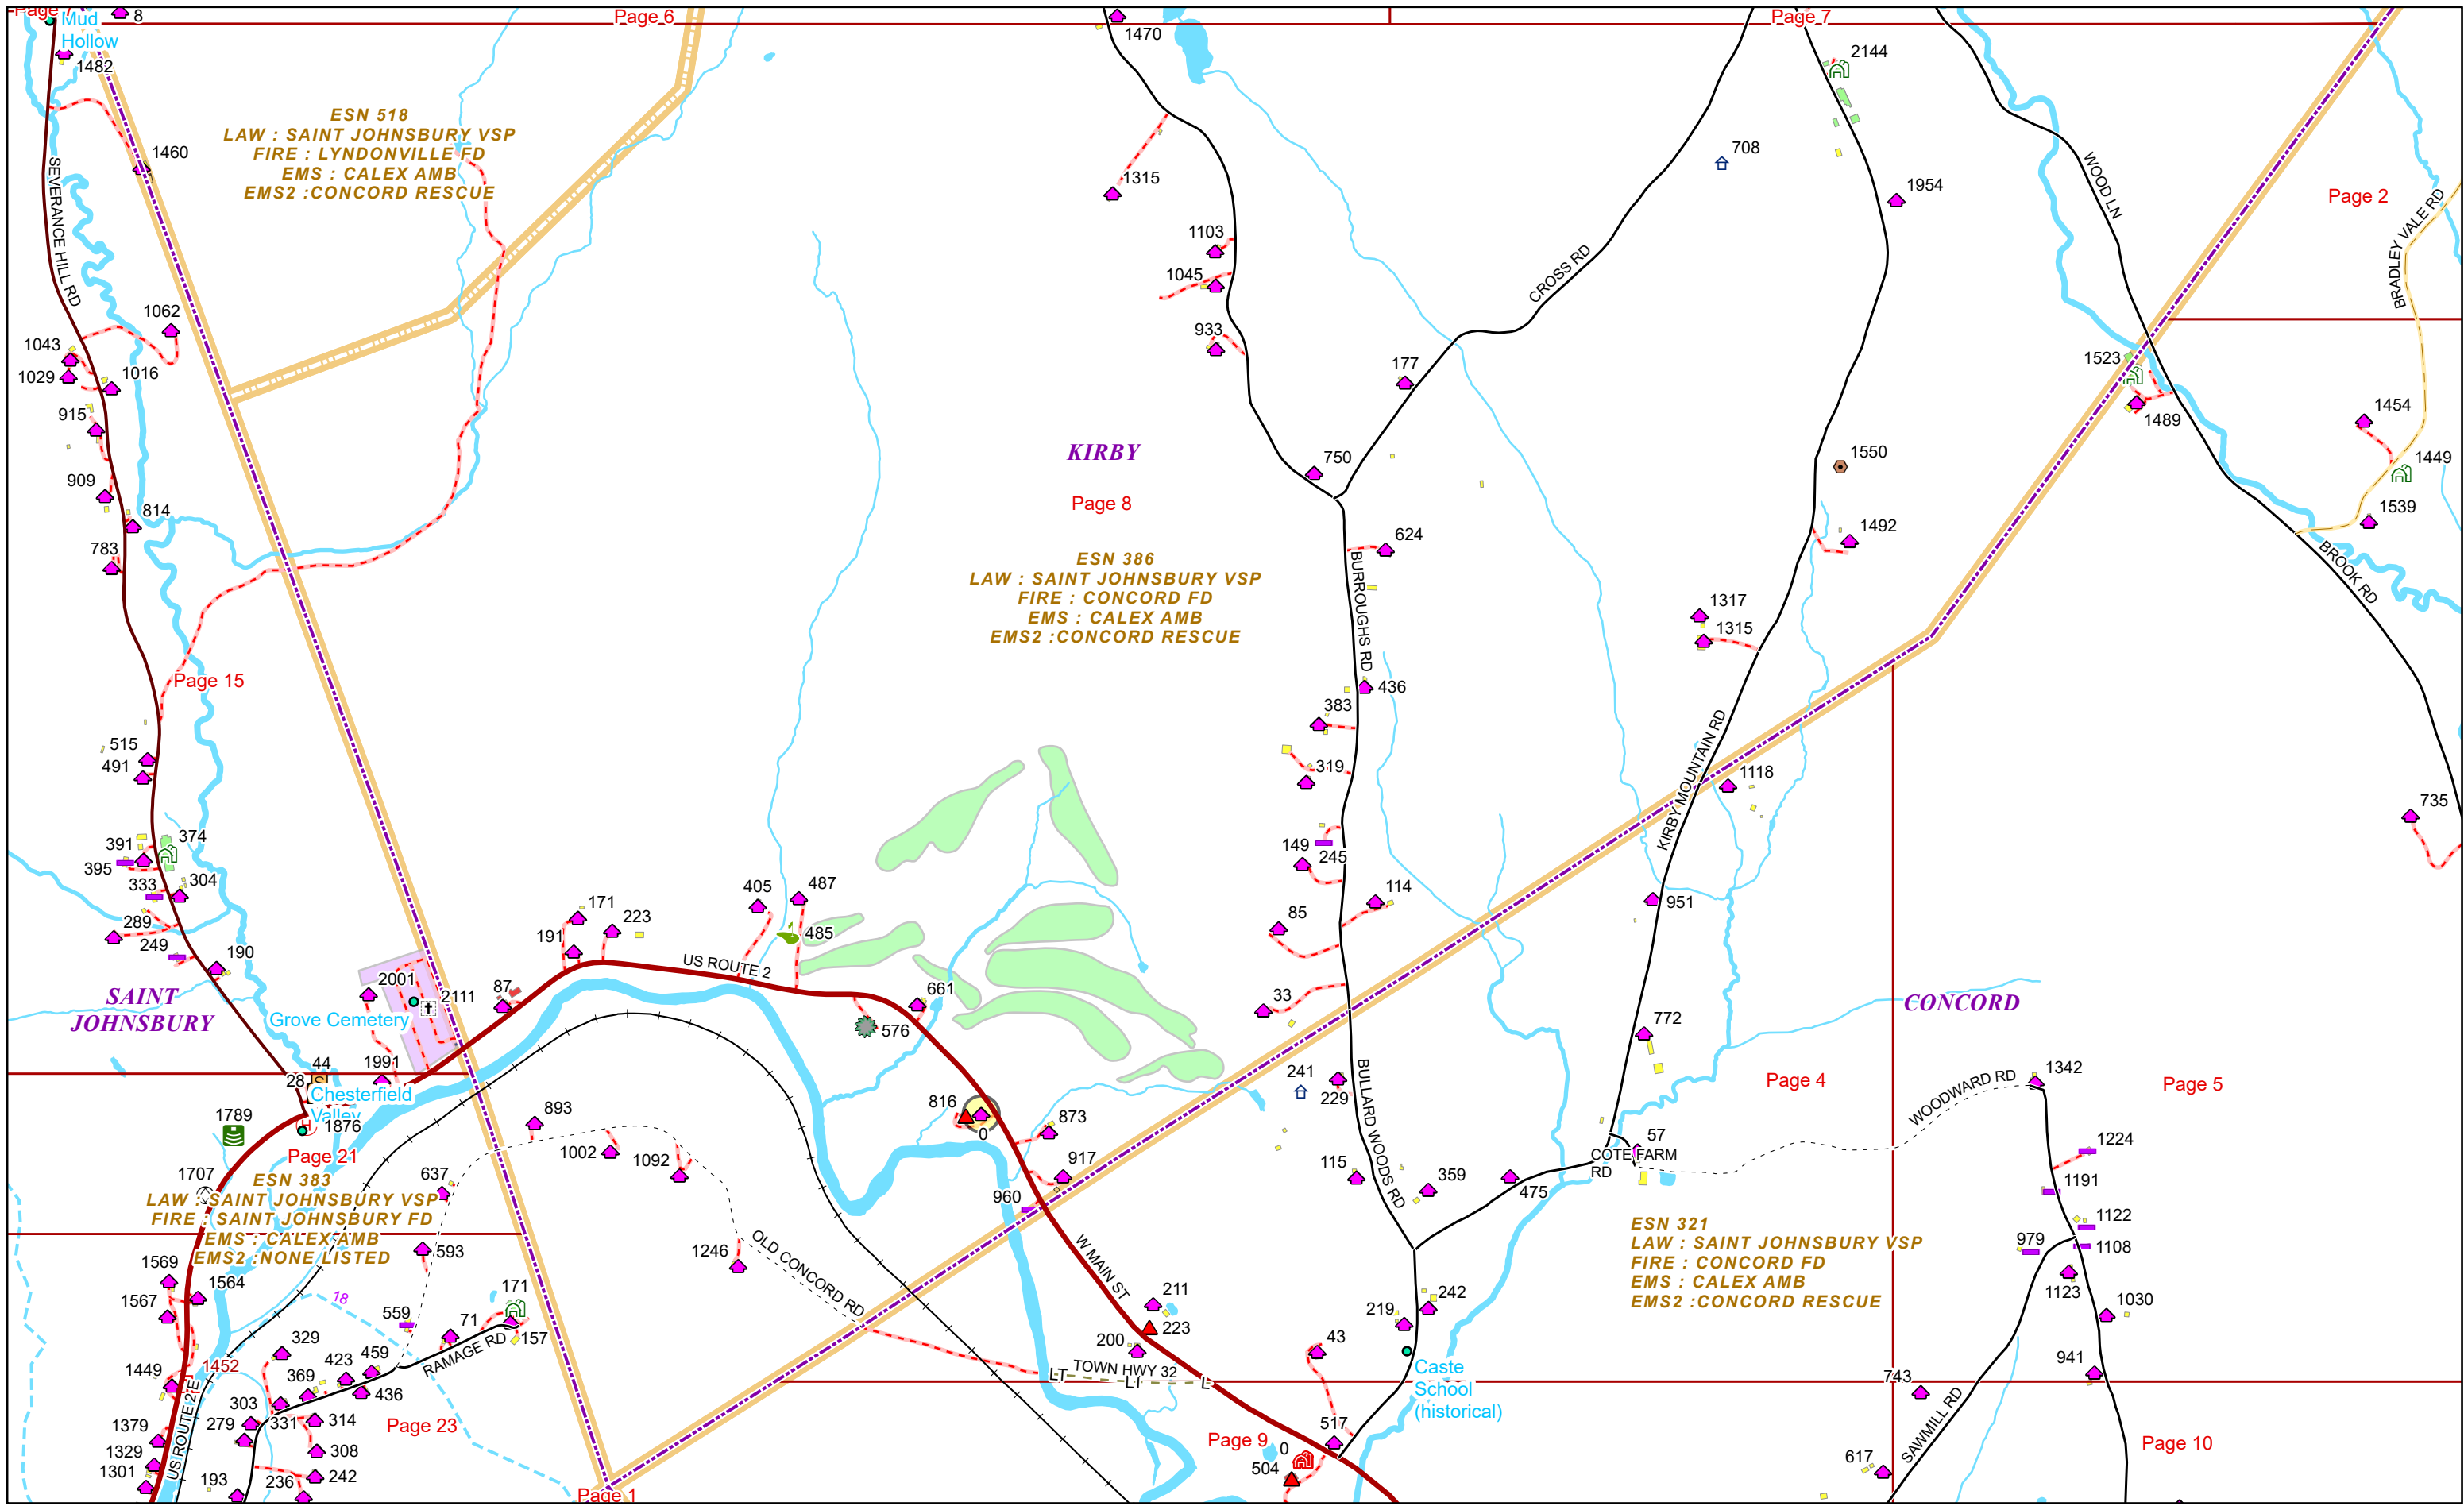 Page 7
Mud
Hollow
8
Page 6
1470
Page 7
2144
1482
1460
ESN 518
LAW : SAINT JOHNSBURY VSP
FIRE : LYNDONVILLE FD
EMS : CALEX AMB
EMS2 :CONCORD RESCUE
1315
708
1954
WOOD LN
Page 2
BRADLEY VALE RD
SEVERANCE HILL RD
1103
1045
CROSS RD
933
1062
1043
1029
1016
915
177
1523
1489
1454
1449
1539
KIRBY
750
1550
909
814
783
Page 8
624
1492
BROOK RD
ESN 386
LAW : SAINT JOHNSBURY VSP
FIRE : CONCORD FD
EMS : CALEX AMB
EMS2 :CONCORD RESCUE
BURROUGHS RD
1317
1315
Page 15
436
383
KIRBY MOUNTAIN RD
515
491
319
1118
735
374
391
395
149
245
333
304
289
249
171
223
191
405
487
485
114
85
951
190
US ROUTE 2
SAINT
JOHNSBURY
2001
2111
87
Grove Cemetery
661
576
33
CONCORD
772
1991
44
28
Chesterfield
Valley
1789
1876
241
229
BULLARD WOODS RD
Page 4
WOODWARD RD
1342
Page 5
893
816
0
873
Page 21
1002
1092
637
917
960
115
359
475
57
COTE FARM
RD
1224
1191
1707
ESN 383
LAW : SAINT JOHNSBURY VSP
FIRE : SAINT JOHNSBURY FD
EMS : CALEX AMB
EMS2 :NONE LISTED
593
1246
OLD CONCORD RD
W MAIN ST
ESN 321
LAW : SAINT JOHNSBURY VSP
FIRE : CONCORD FD
EMS : CALEX AMB
EMS2 :CONCORD RESCUE
1122
979
1108
1123
1030
1569
1564
1567
18
171
559
71
157
RAMAGE RD
211
223
200
219
242
43
329
423
459
369
436
1449
1452
LT
TOWN HWY 32
LT
L
Caste
School
(historical)
941
743
SAWMILL RD
303
279
331
314
308
Page 23
1379
1329
1301
US ROUTE 2 E
193
236
242
Page 9
517
0
504
617
Page 10
Page 1